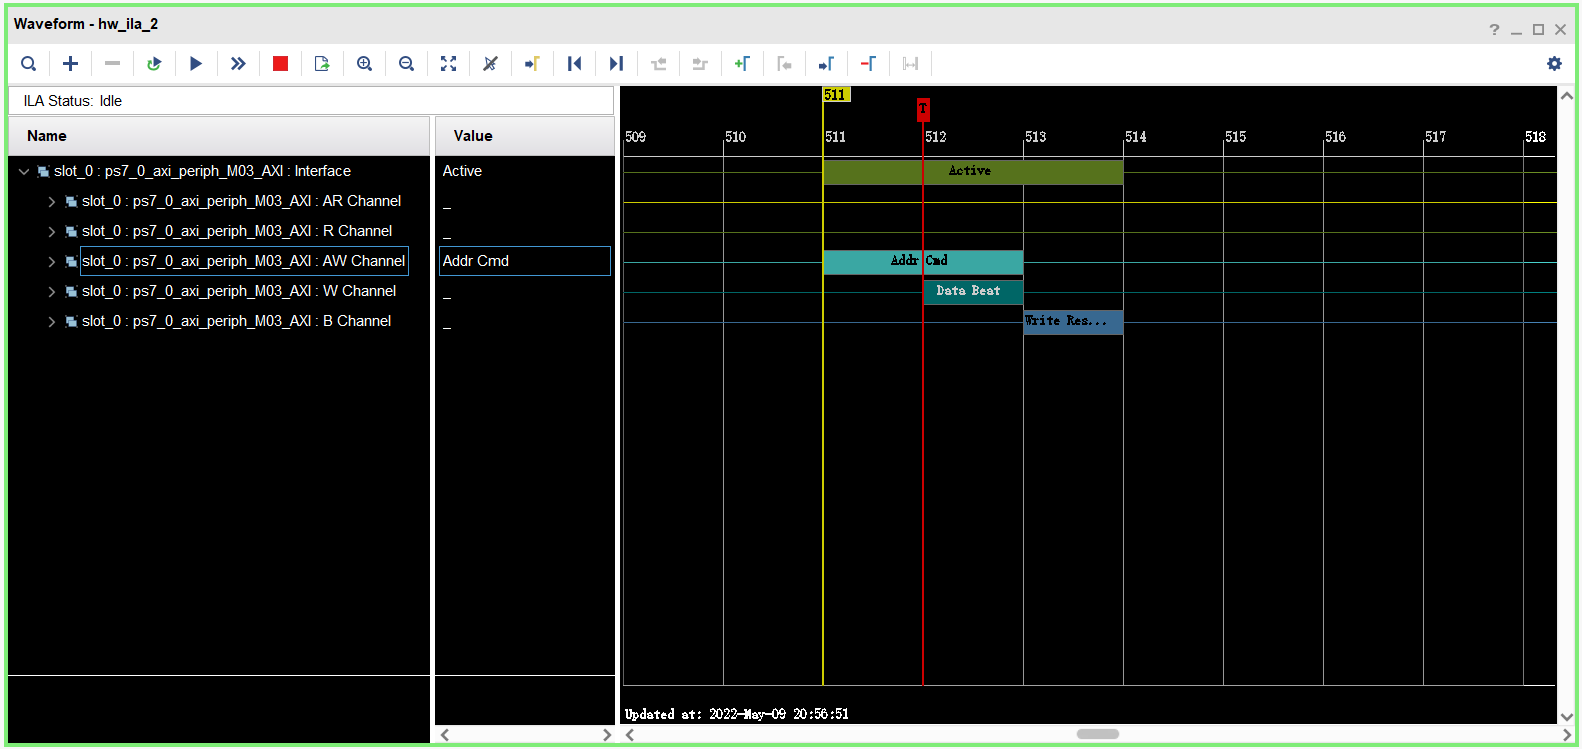 Waveform - hw_ila_2
?
ILA Status: Idle
Name
Value
slot_0 : ps7_0_axi_periph_M03_AXI : Interface
Active
slot_0 : ps7_0_axi_periph_M03_AXI : AR Channel
_
slot_0 : ps7_0_axi_periph_M03_AXI : R Channel
_
slot_0 : ps7_0_axi_periph_M03_AXI : AW Channel
Addr Cmd
slot_0 : ps7_0_axi_periph_M03_AXI : W Channel
_
slot_0 : ps7_0_axi_periph_M03_AXI : B Channel
_
511
T
509 510 511 512 513 514 515 516 517 518
Active
Addr Cmd
Data Beat
Write Res...
Updated at: 2022-May-09 20:56:51